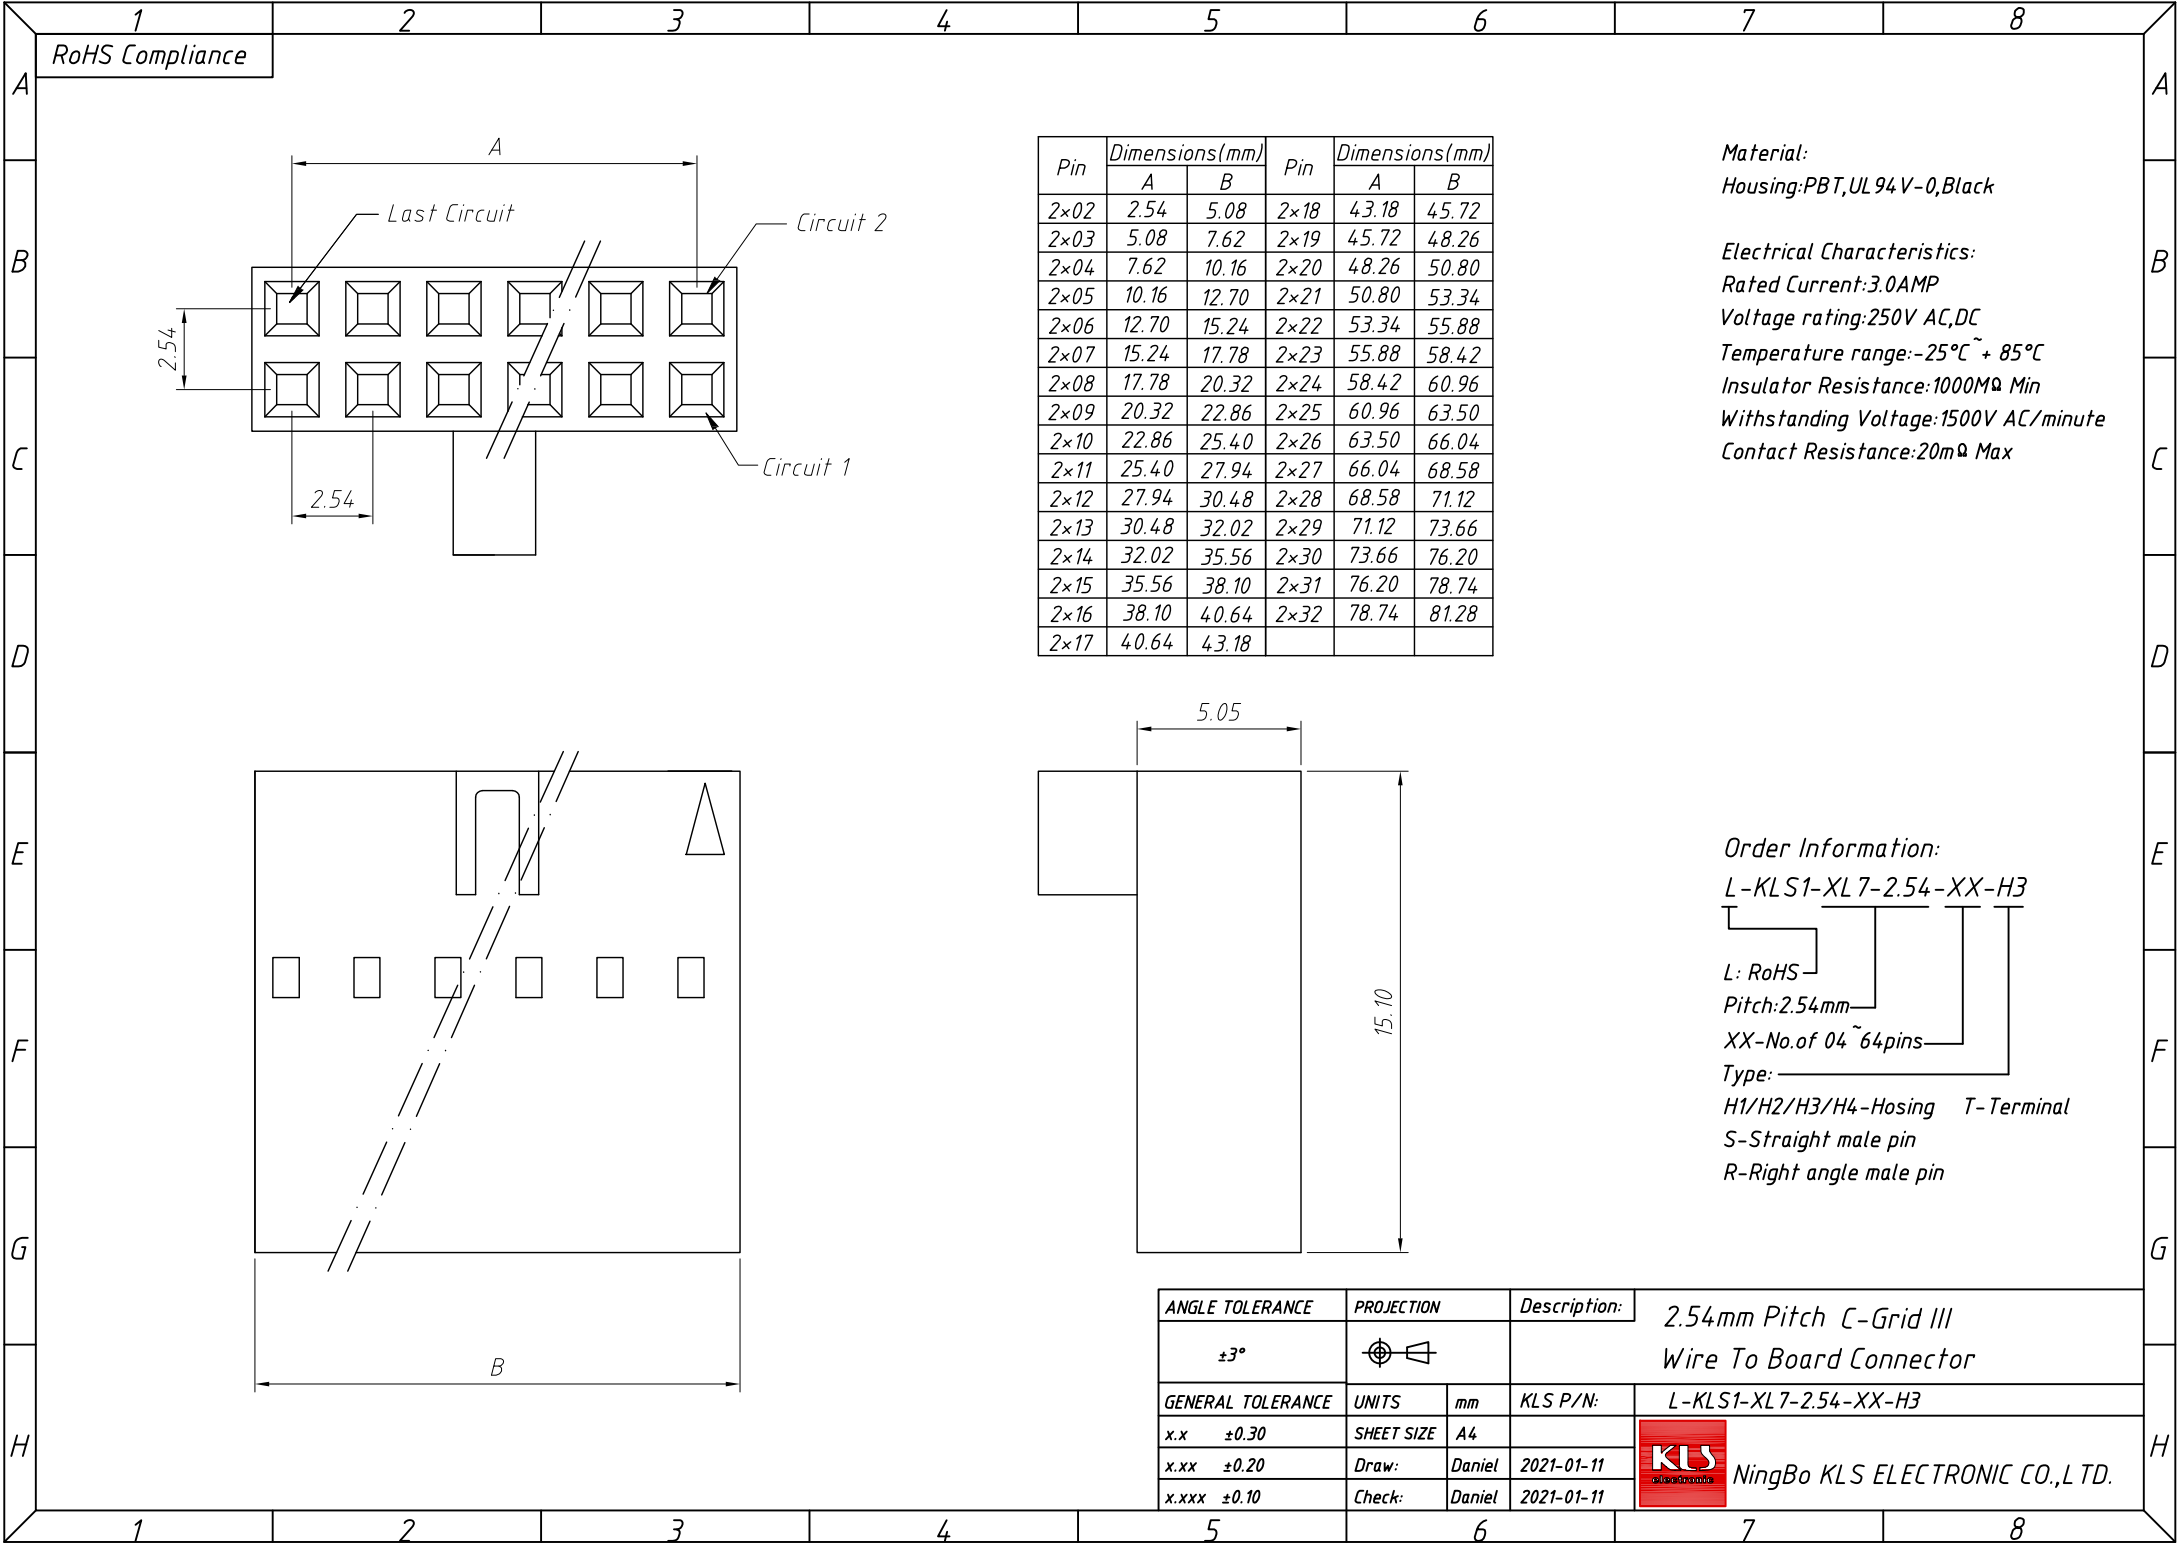 1 2 3 4 5 6 7 8
RoHS Compliance
A A
B B
C C
D D
E E
F F
G G
H H
A
Last Circuit
Circuit 2
2.54
2.54
Circuit 1
Pin Dimensions(mm) Pin Dimensions(mm)
A B A B
2×02 2.54 5.08 2×18 43.18 45.72
2×03 5.08 7.62 2×19 45.72 48.26
2×04 7.62 10.16 2×20 48.26 50.80
2×05 10.16 12.70 2×21 50.80 53.34
2×06 12.70 15.24 2×22 53.34 55.88
2×07 15.24 17.78 2×23 55.88 58.42
2×08 17.78 20.32 2×24 58.42 60.96
2×09 20.32 22.86 2×25 60.96 63.50
2×10 22.86 25.40 2×26 63.50 66.04
2×11 25.40 27.94 2×27 66.04 68.58
2×12 27.94 30.48 2×28 68.58 71.12
2×13 30.48 32.02 2×29 71.12 73.66
2×14 32.02 35.56 2×30 73.66 76.20
2×15 35.56 38.10 2×31 76.20 78.74
2×16 38.10 40.64 2×32 78.74 81.28
2×17 40.64 43.18
Material:
Housing:PBT,UL94V-0,Black
Electrical Characteristics:
Rated Current:3.0AMP
Voltage rating:250V AC,DC
Temperature range:-25°C~+ 85°C
Insulator Resistance:1000MΩ Min
Withstanding Voltage:1500V AC/minute
Contact Resistance:20mΩ Max
5.05
15.10
B
Order Information:
L-KLS1-XL7-2.54-XX-H3
L: RoHS
Pitch:2.54mm
XX-No.of 04~64pins
Type:
H1/H2/H3/H4-Hosing T-Terminal
S-Straight male pin
R-Right angle male pin
ANGLE TOLERANCE PROJECTION Description: 2.54mm Pitch C-Grid III
±3° Wire To Board Connector
GENERAL TOLERANCE UNITS mm KLS P/N: L-KLS1-XL7-2.54-XX-H3
x.x ±0.30 SHEET SIZE A4
x.xx ±0.20 Draw: Daniel 2021-01-11
x.xxx ±0.10 Check: Daniel 2021-01-11
KLS
electronic
NingBo KLS ELECTRONIC CO.,LTD.
1 2 3 4 5 6 7 8